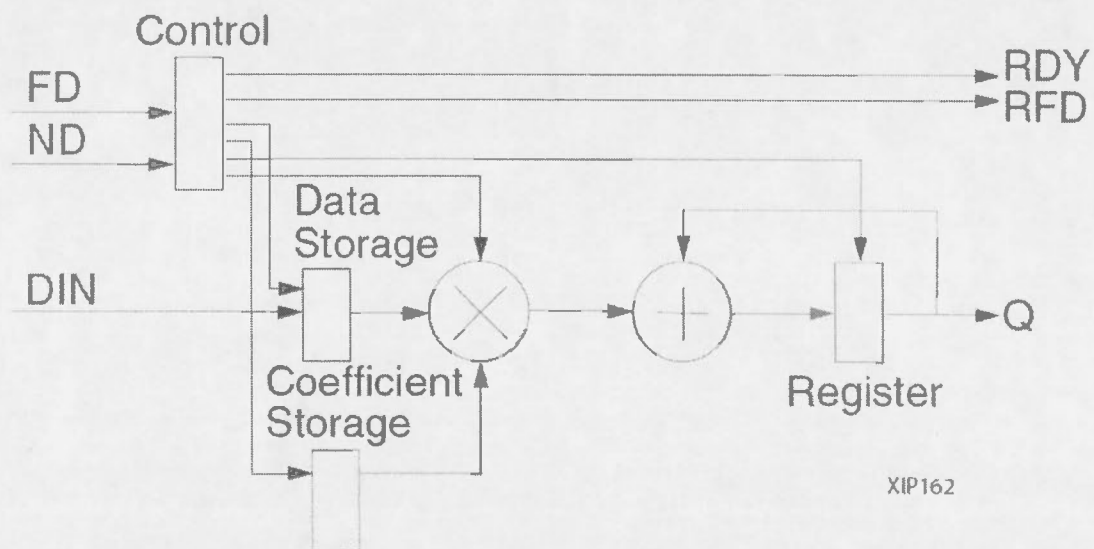 Control
FD
ND
RDY
RFD
Data
Storage
DIN
Q
Coefficient
Storage
Register
XIP162